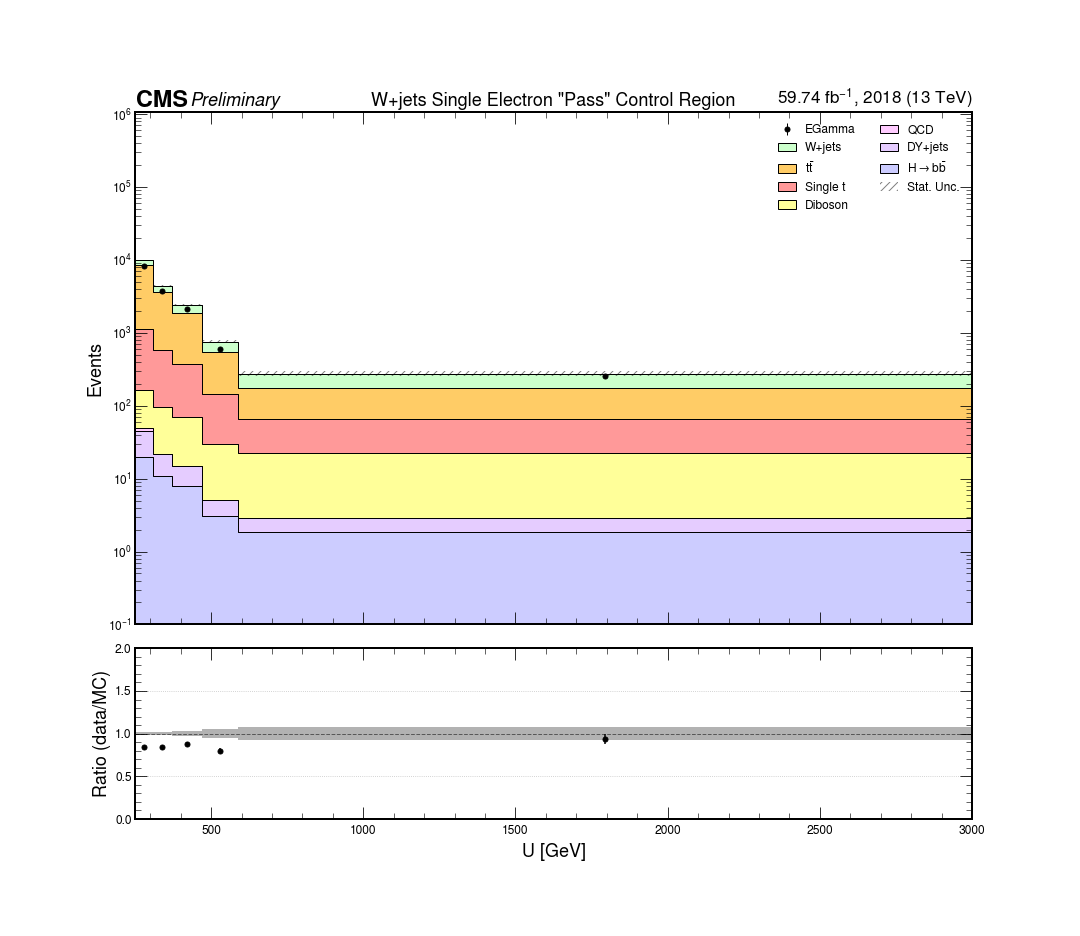 CMS Preliminary W+jets Single Electron "Pass" Control Region 59.74 fb⁻¹, 2018 (13 TeV)
10⁶
10⁵
10⁴
10³
10²
10¹
10⁰
10⁻¹
Events
EGamma
W+jets
tt̄
Single t
Diboson
QCD
DY+jets
H→bb̄
Stat. Unc.
2.0
1.5
1.0
0.5
0.0
Ratio (data/MC)
500 1000 1500 2000 2500 3000
U [GeV]